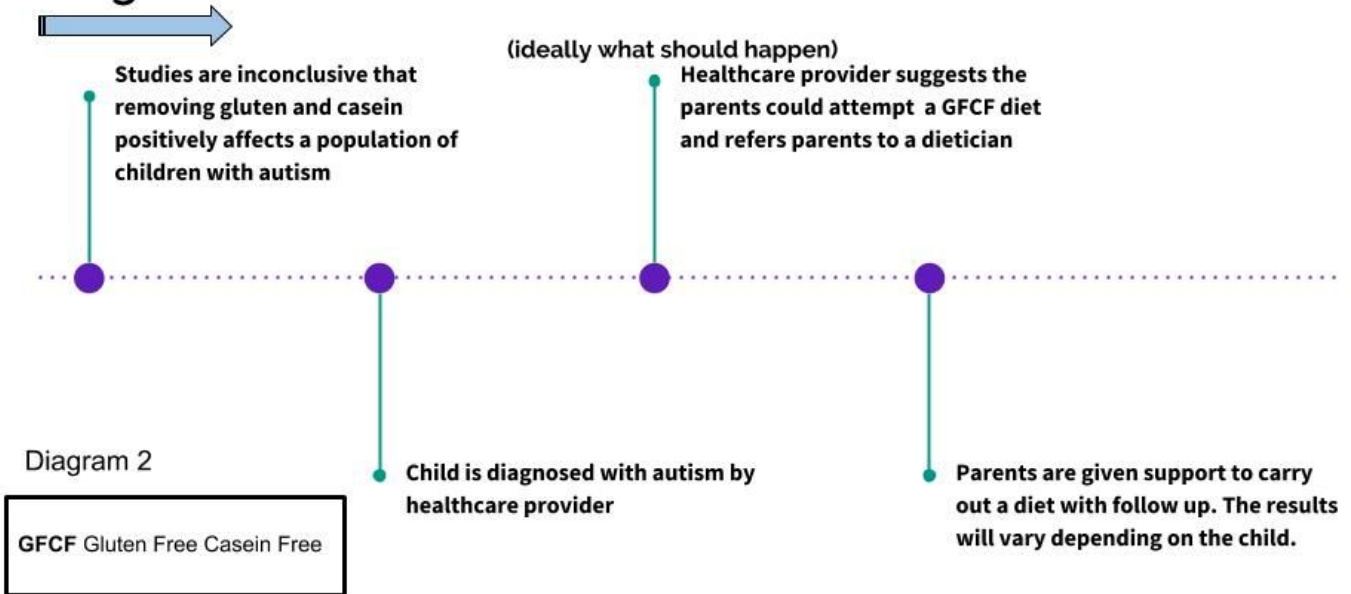 (ideally what should happen)
Studies are inconclusive that
removing gluten and casein
positively affects a population of
children with autism
Healthcare provider suggests the
parents could attempt a GFCF diet
and refers parents to a dietician
Child is diagnosed with autism by
healthcare provider
Parents are given support to carry
out a diet with follow up. The results
will vary depending on the child.
Diagram 2
GFCF Gluten Free Casein Free